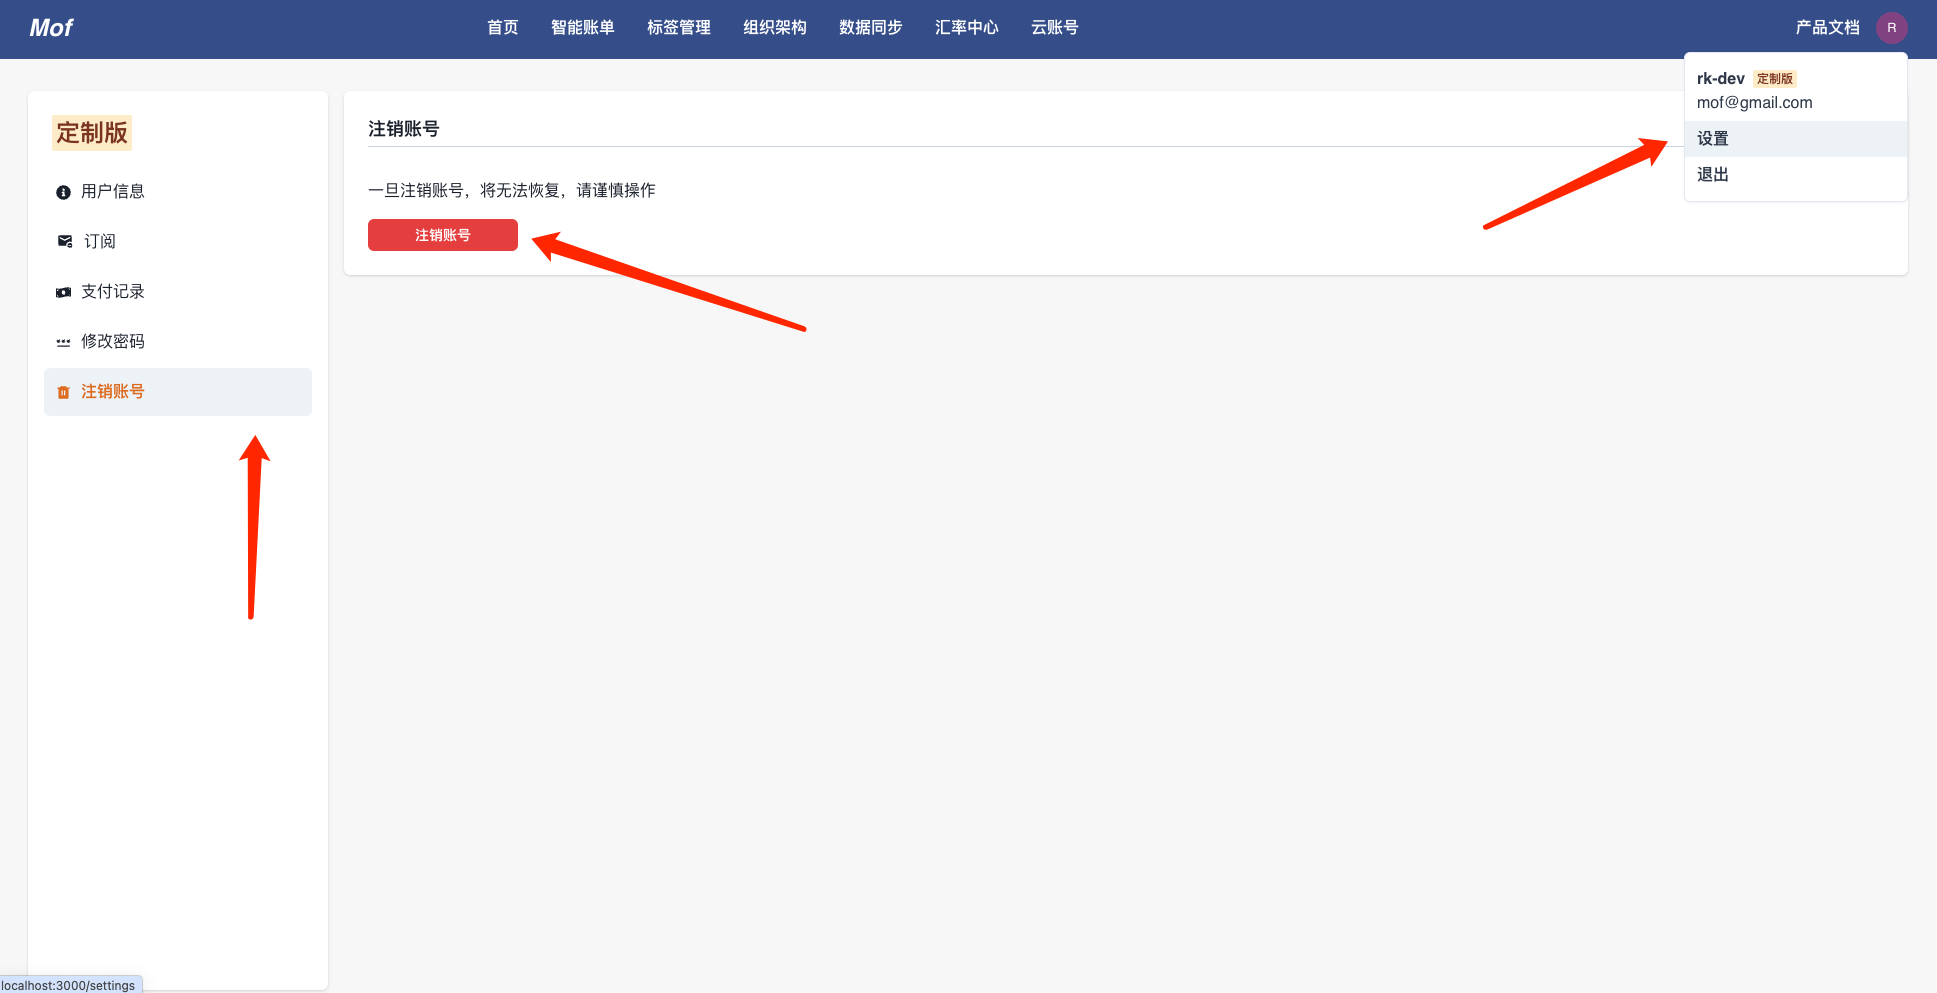 Mof
首页 智能账单 标签管理 组织架构 数据同步 汇率中心 云账号
产品文档 R
rk-dev 定制版
mof@gmail.com
设置
退出
定制版
用户信息
订阅
支付记录
修改密码
注销账号
注销账号
一旦注销账号，将无法恢复，请谨慎操作
注销账号
localhost:3000/settings